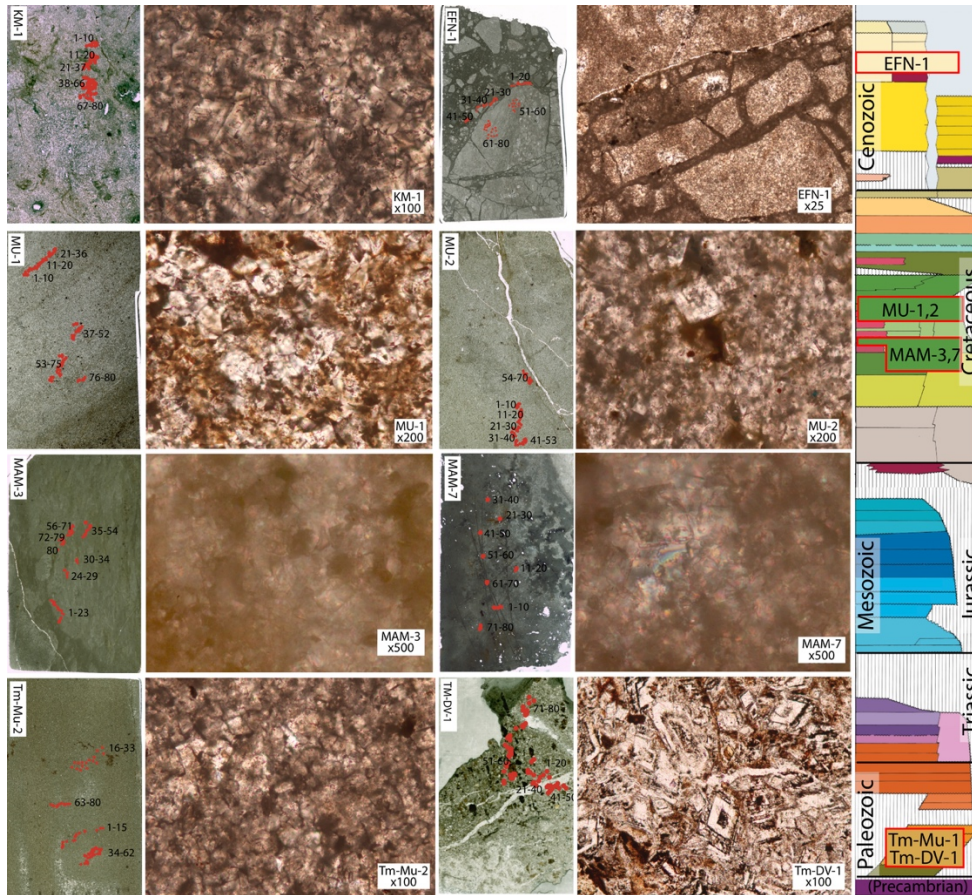 KM-1
1-10
11-20
21-37
38-66
67-80
KM-1
x100
EFN-1
1-20
21-30
31-40
41-50
51-60
61-80
EFN-1
x25
MU-1
21-36
11-20
1-10
37-52
53-75
76-80
MU-1
x200
MU-2
54-70
1-10
11-20
21-30
31-40
41-53
MU-2
x200
MAM-3
56-71
72-79
80
35-54
30-34
24-29
1-23
MAM-3
x500
MAM-7
31-40
21-30
41-50
51-60
11-20
61-70
1-10
71-80
MAM-7
x500
Tm-Mu-2
16-33
63-80
1-15
34-62
Tm-Mu-2
x100
TM-DV-1
71-80
51-60
1-20
21-40
41-50
Tm-DV-1
x100
Cenozoic
EFN-1
Cretaceous
MU-1,2
MAM-3,7
Mesozoic
Jurassic
Triassic
Paleozoic
Tm-Mu-1
Tm-DV-1
(Precambrian